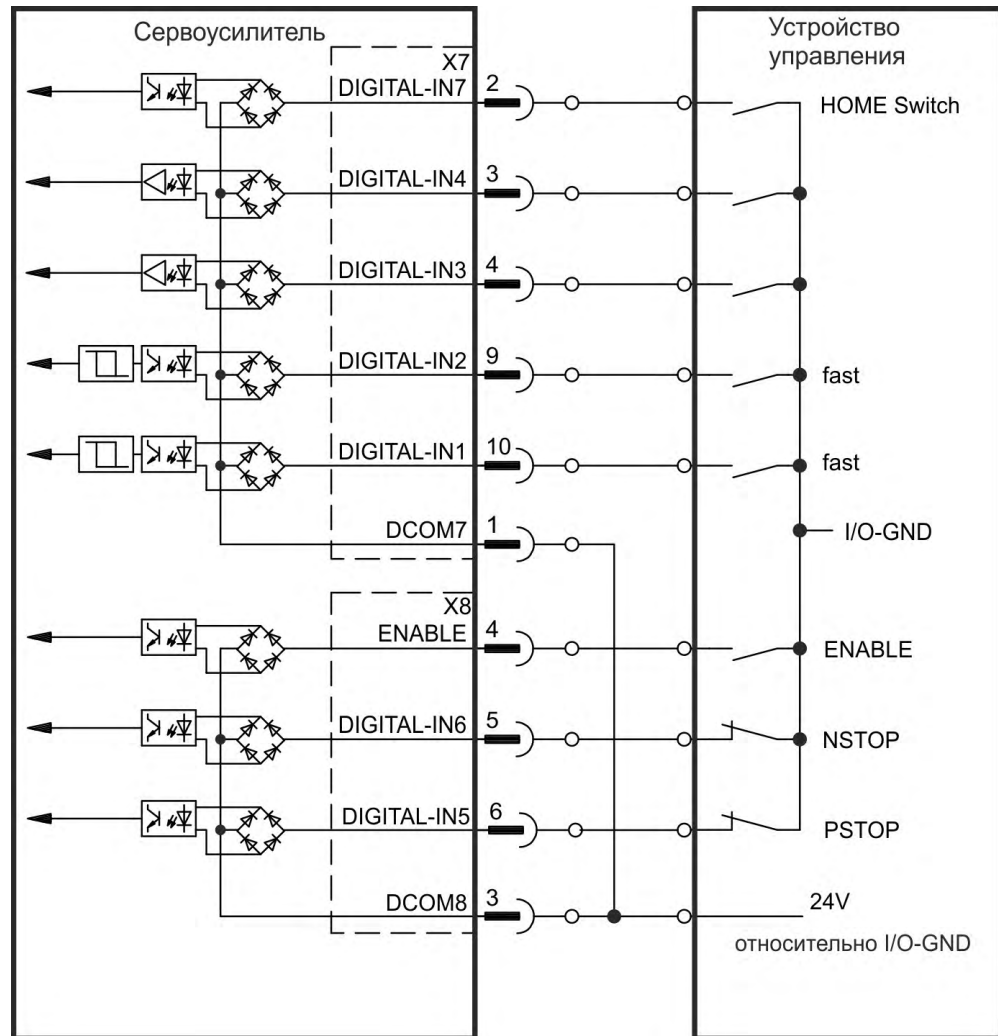 Сервоусилитель
Устройство
управления
X7
DIGITAL-IN7 2 HOME Switch
DIGITAL-IN4 3
DIGITAL-IN3 4
DIGITAL-IN2 9 fast
DIGITAL-IN1 10 fast
DCOM7 1 I/O-GND
X8
ENABLE 4 ENABLE
DIGITAL-IN6 5 NSTOP
DIGITAL-IN5 6 PSTOP
DCOM8 3 24V
относительно I/O-GND